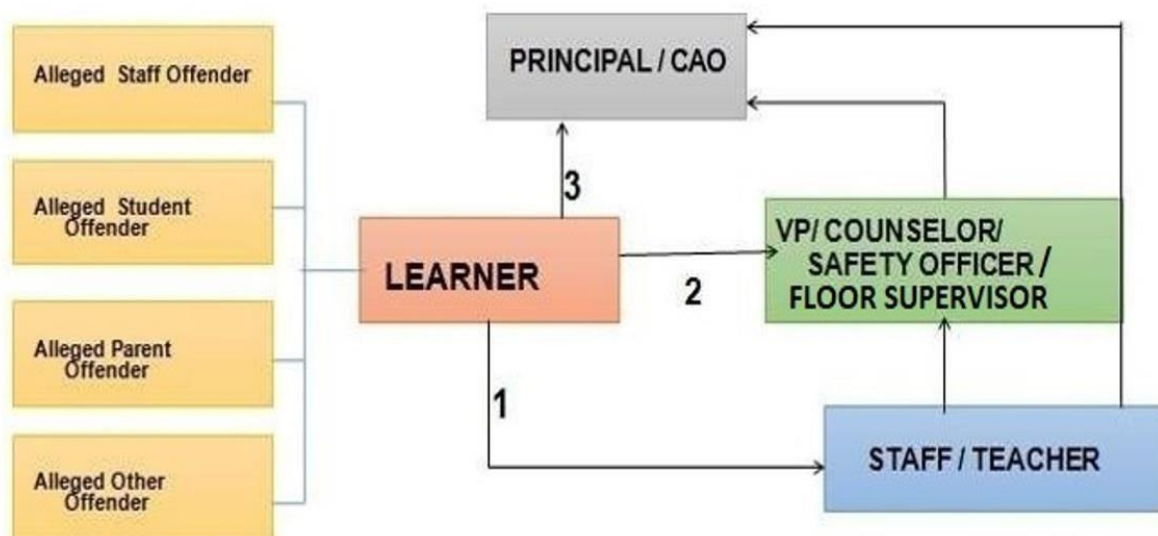 Alleged Staff Offender
Alleged Student
Offender
Alleged Parent
Offender
Alleged Other
Offender
PRINCIPAL / CAO
3
LEARNER
2
VP/ COUNSELOR/
SAFETY OFFICER /
FLOOR SUPERVISOR
1
STAFF / TEACHER